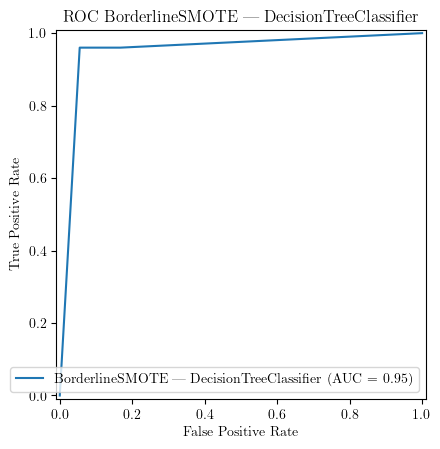 ROC BorderlineSMOTE — DecisionTreeClassifier
1.0
0.8
0.6
0.4
0.2
0.0
True Positive Rate
BorderlineSMOTE — DecisionTreeClassifier (AUC = 0.95)
0.0 0.2 0.4 0.6 0.8 1.0
False Positive Rate